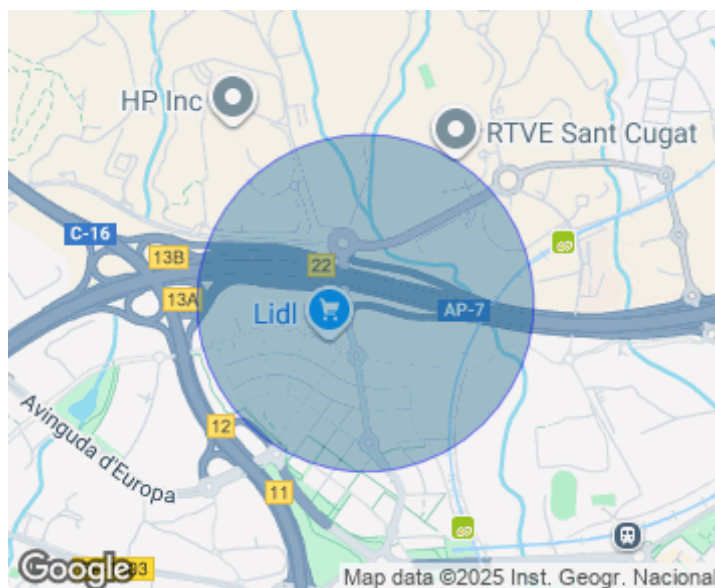 HP Inc
RTVE Sant Cugat
C-16
13B
22
13A
Lidl
AP-7
12
Avinguda d'Europa
11
Google
Map data ©2025 Inst. Geogr. Nacional